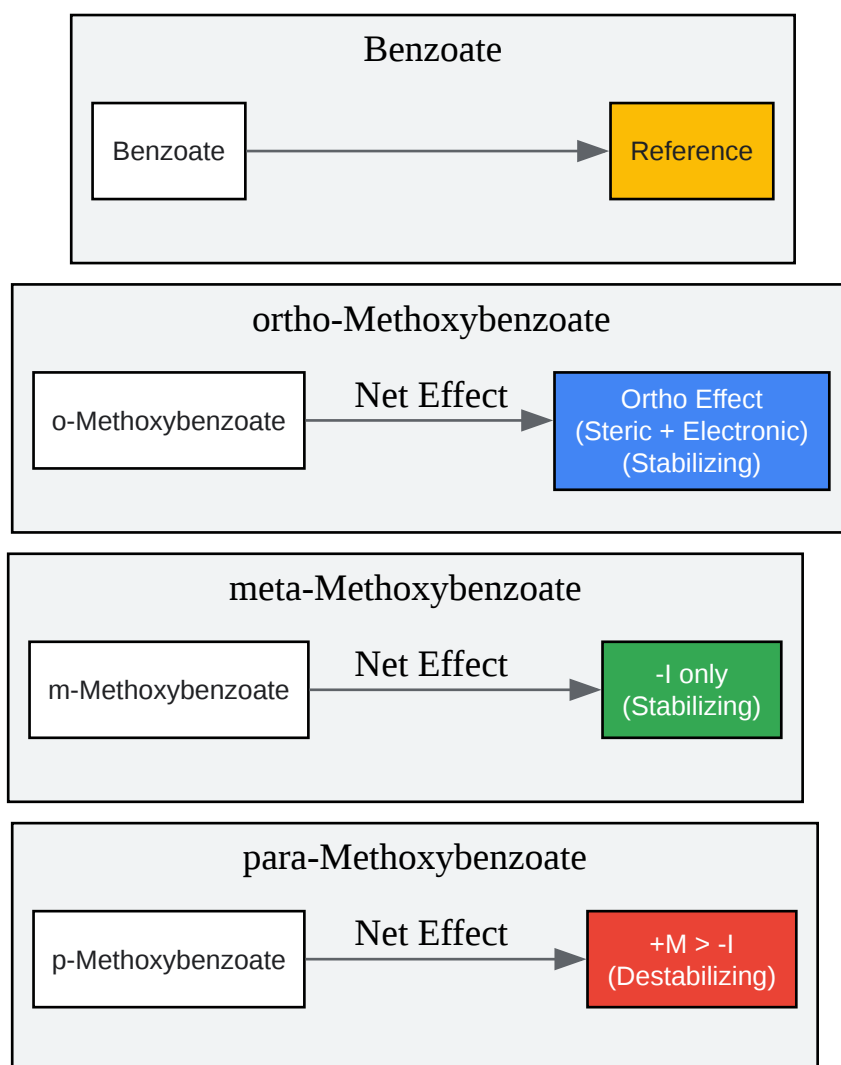 Benzoate
Benzoate
Reference
ortho-Methoxybenzoate
o-Methoxybenzoate
Net Effect
Ortho Effect
(Steric + Electronic)
(Stabilizing)
meta-Methoxybenzoate
m-Methoxybenzoate
Net Effect
-I only
(Stabilizing)
para-Methoxybenzoate
p-Methoxybenzoate
Net Effect
+M > -I
(Destabilizing)